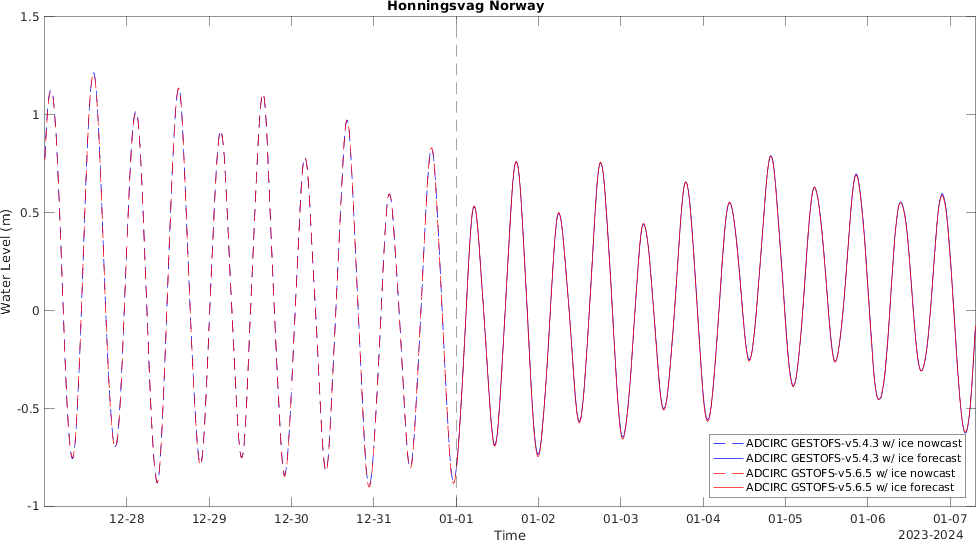 Honningsvag Norway
1.5
1
0.5
0
-0.5
-1
Water Level (m)
12-28 12-29 12-30 12-31 01-01 01-02 01-03 01-04 01-05 01-06 01-07
Time
2023-2024
ADCIRC GESTOFS-v5.4.3 w/ ice nowcast
ADCIRC GESTOFS-v5.4.3 w/ ice forecast
ADCIRC GSTOFS-v5.6.5 w/ ice nowcast
ADCIRC GSTOFS-v5.6.5 w/ ice forecast